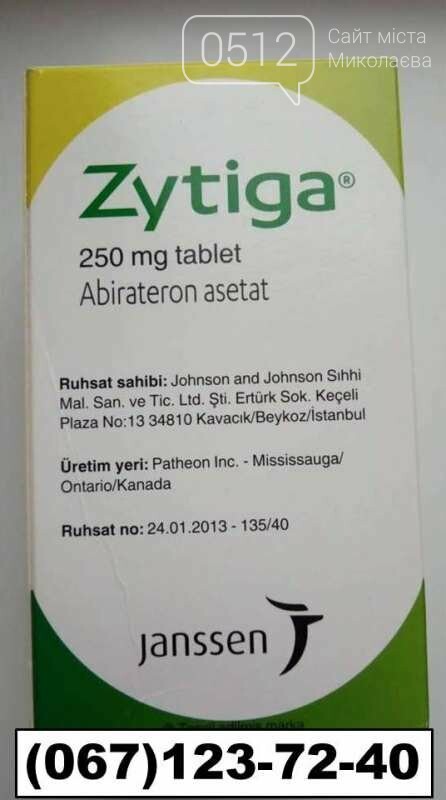 0512
Сайт міста
Миколаєва
Zytiga®
250 mg tablet
Abirateron asetat
Ruhsat sahibi: Johnson and Johnson Sıhhi
Mal. San. ve Tic. Ltd. Şti. Ertürk Sok. Keçeli
Plaza No:13 34810 Kavacık/Beykoz/İstanbul
Üretim yeri: Patheon Inc. - Mississauga/
Ontario/Kanada
Ruhsat no: 24.01.2013 - 135/40
janssen
marka
(067)123-72-40